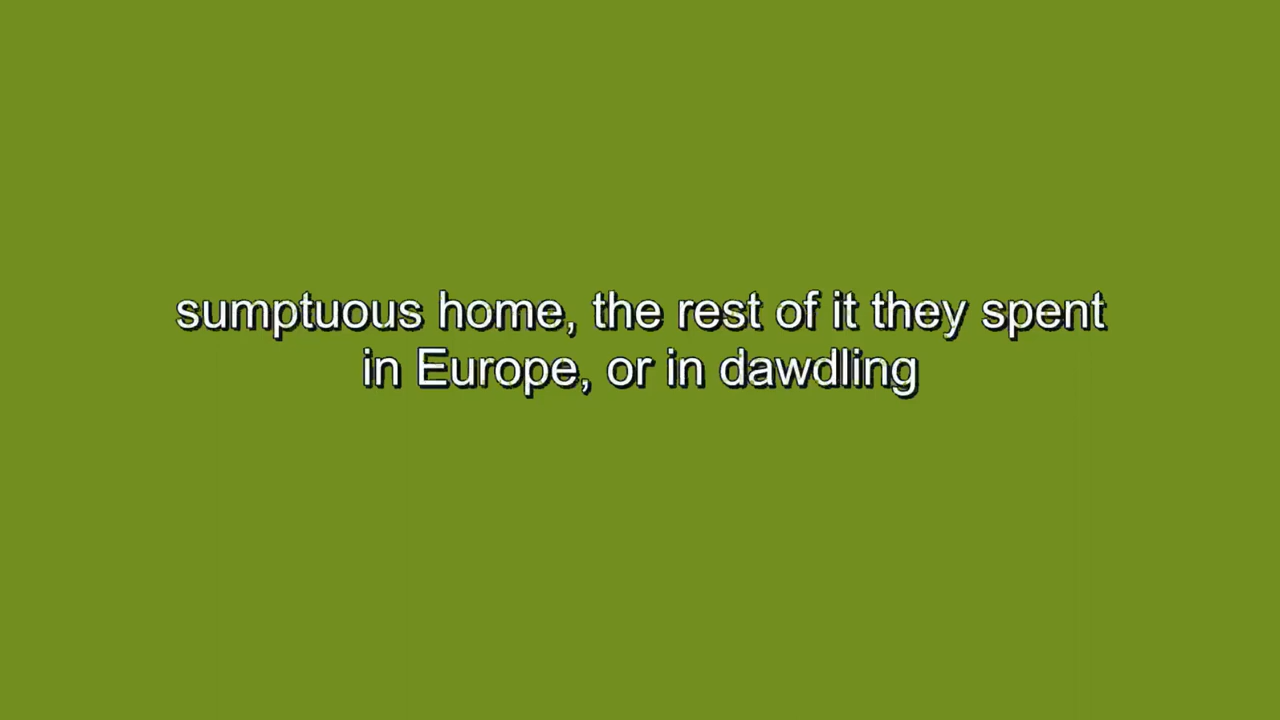 sumptuous home, the rest of it they spent
in Europe, or in dawdling